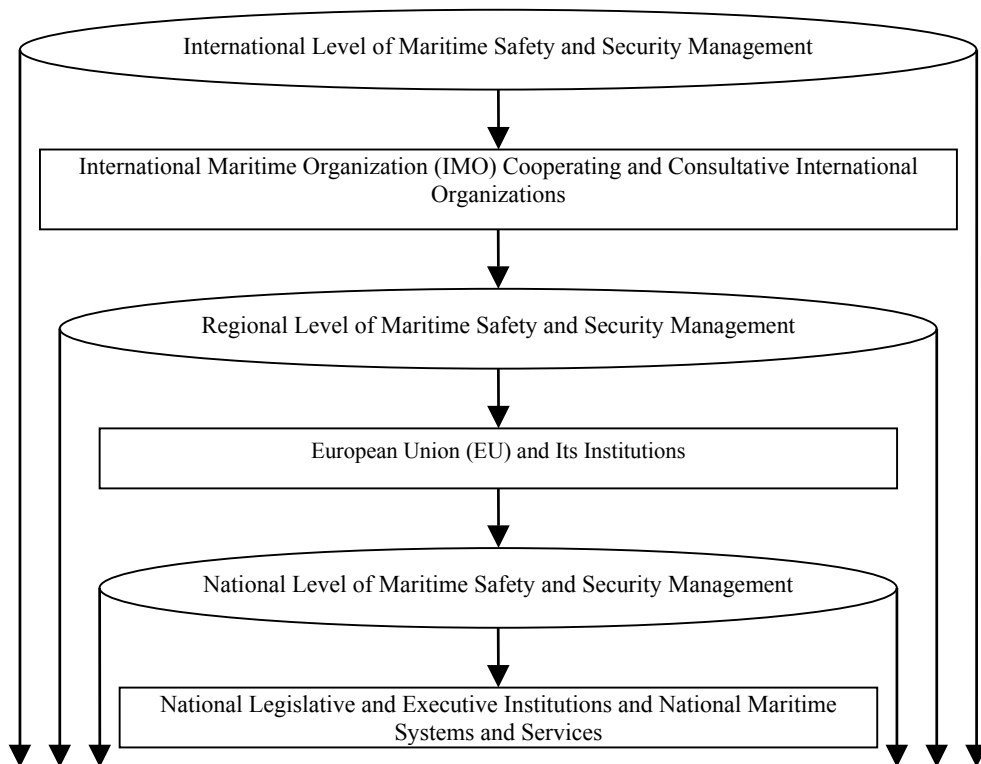 International Level of Maritime Safety and Security Management
International Maritime Organization (IMO) Cooperating and Consultative International
Organizations
Regional Level of Maritime Safety and Security Management
European Union (EU) and Its Institutions
National Level of Maritime Safety and Security Management
National Legislative and Executive Institutions and National Maritime
Systems and Services